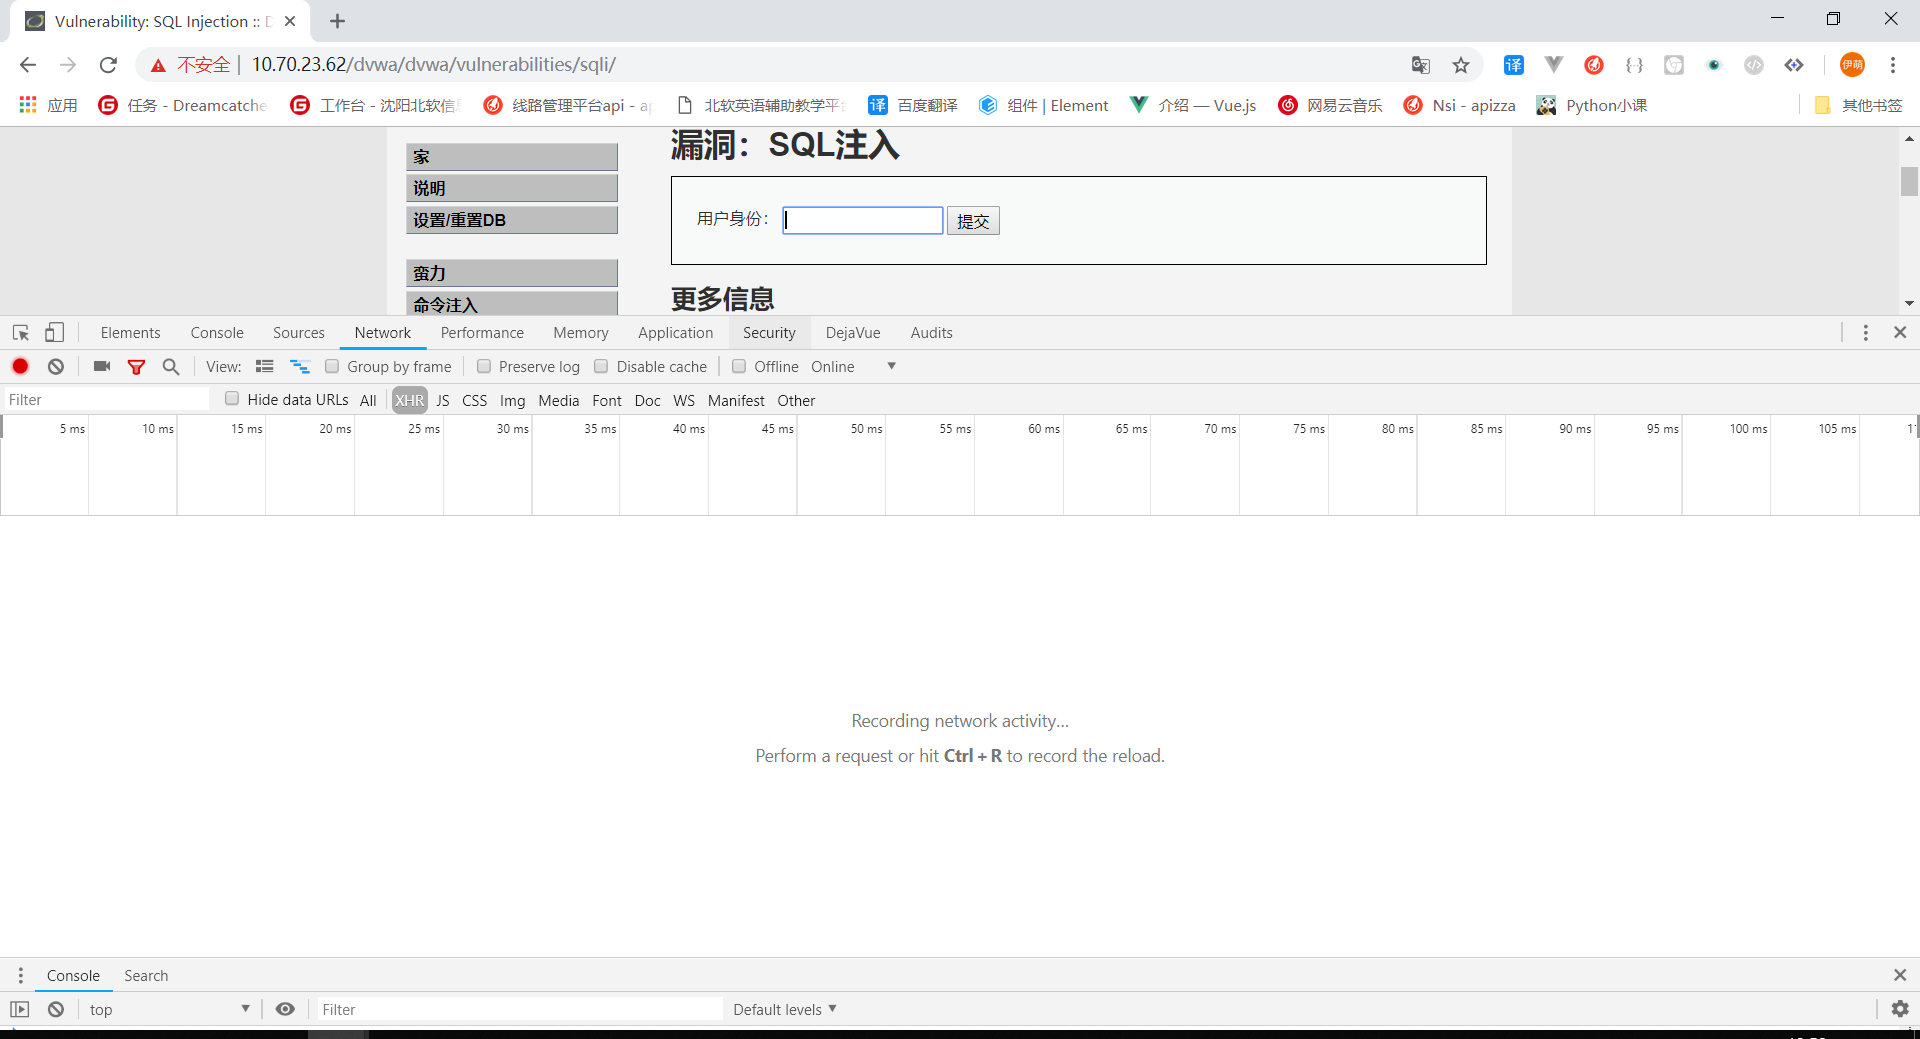 Vulnerability: SQL Injection :: D
不安全 | 10.70.23.62/dvwa/dvwa/vulnerabilities/sqli/
译
伊萌
应用 任务 - Dreamcatche 工作台 - 沈阳北软信 线路管理平台api - ap 北软英语辅助教学平 译 百度翻译 组件 | Element 介绍 — Vue.js 网易云音乐 Nsi - apizza Python小课 其他书签
漏洞：SQL注入
家
说明
设置/重置DB
蛮力
命令注入
用户身份：
提交
更多信息
Elements Console Sources Network Performance Memory Application Security DejaVue Audits
View: Group by frame Preserve log Disable cache Offline Online
Filter Hide data URLs All XHR JS CSS Img Media Font Doc WS Manifest Other
5 ms 10 ms 15 ms 20 ms 25 ms 30 ms 35 ms 40 ms 45 ms 50 ms 55 ms 60 ms 65 ms 70 ms 75 ms 80 ms 85 ms 90 ms 95 ms 100 ms 105 ms
Recording network activity...
Perform a request or hit Ctrl + R to record the reload.
Console Search
top Filter Default levels